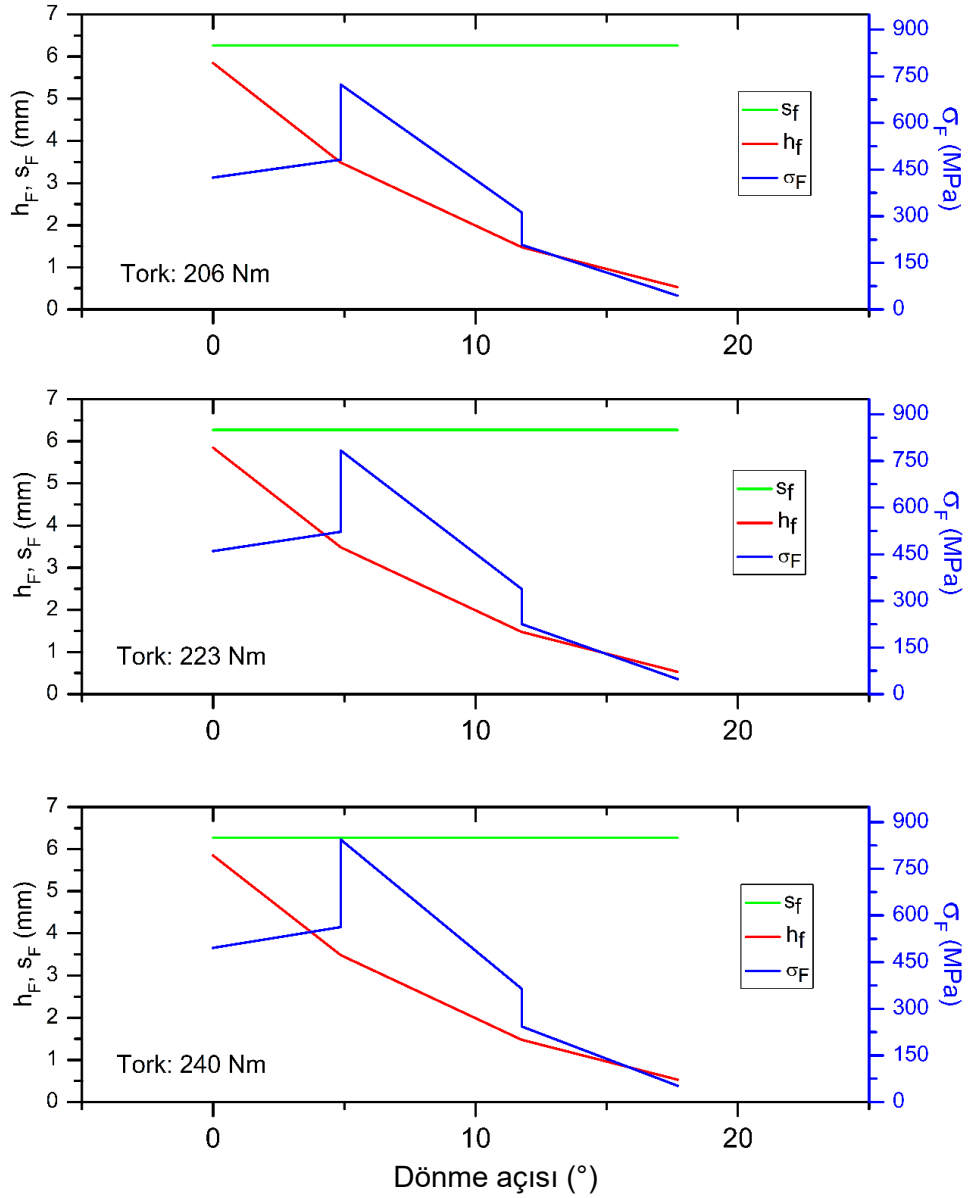 7
6
5
4
3
2
1
0
h_F, s_F (mm)
900
750
600
450
300
150
0
σ_F (MPa)
s_f
h_f
σ_F
Tork: 206 Nm
0 10 20
7
6
5
4
3
2
1
0
h_F, s_F (mm)
900
750
600
450
300
150
0
σ_F (MPa)
s_f
h_f
σ_F
Tork: 223 Nm
0 10 20
7
6
5
4
3
2
1
0
h_F, s_F (mm)
900
750
600
450
300
150
0
σ_F (MPa)
s_f
h_f
σ_F
Tork: 240 Nm
0 10 20
Dönme açısı (°)